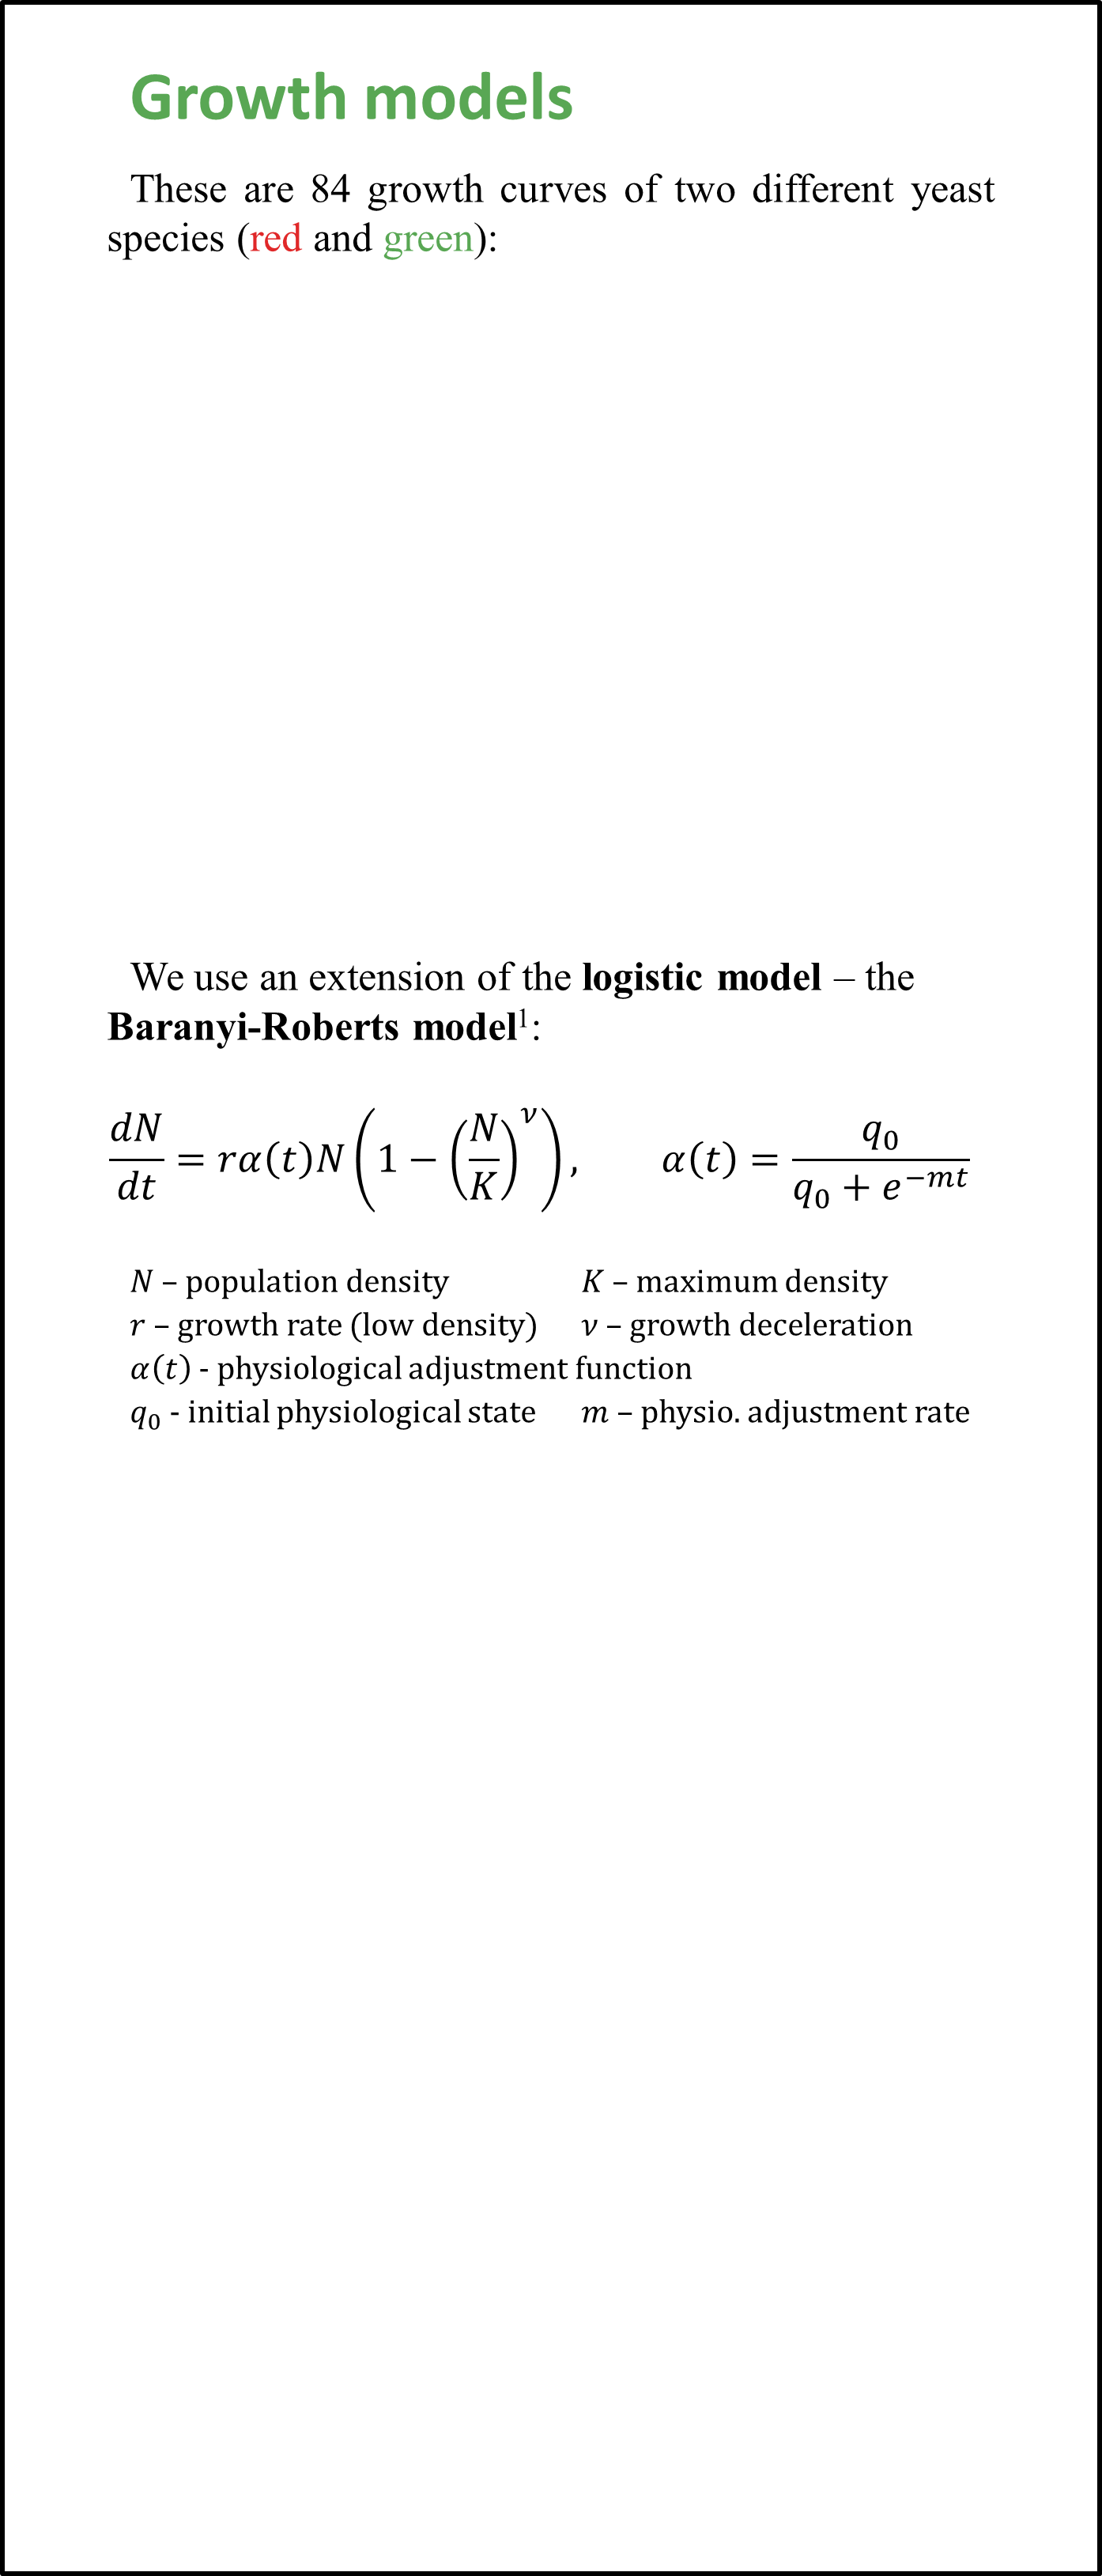 Growth models
These are 84 growth curves of two different yeast
species (red and green):
We use an extension of the logistic model – the
Baranyi-Roberts model¹:
dN/dt = rα(t)N(1 − (N/K)^ν), α(t) = q₀/(q₀ + e^(−mt))
N – population density K – maximum density
r – growth rate (low density) ν – growth deceleration
α(t) - physiological adjustment function
q₀ - initial physiological state m – physio. adjustment rate